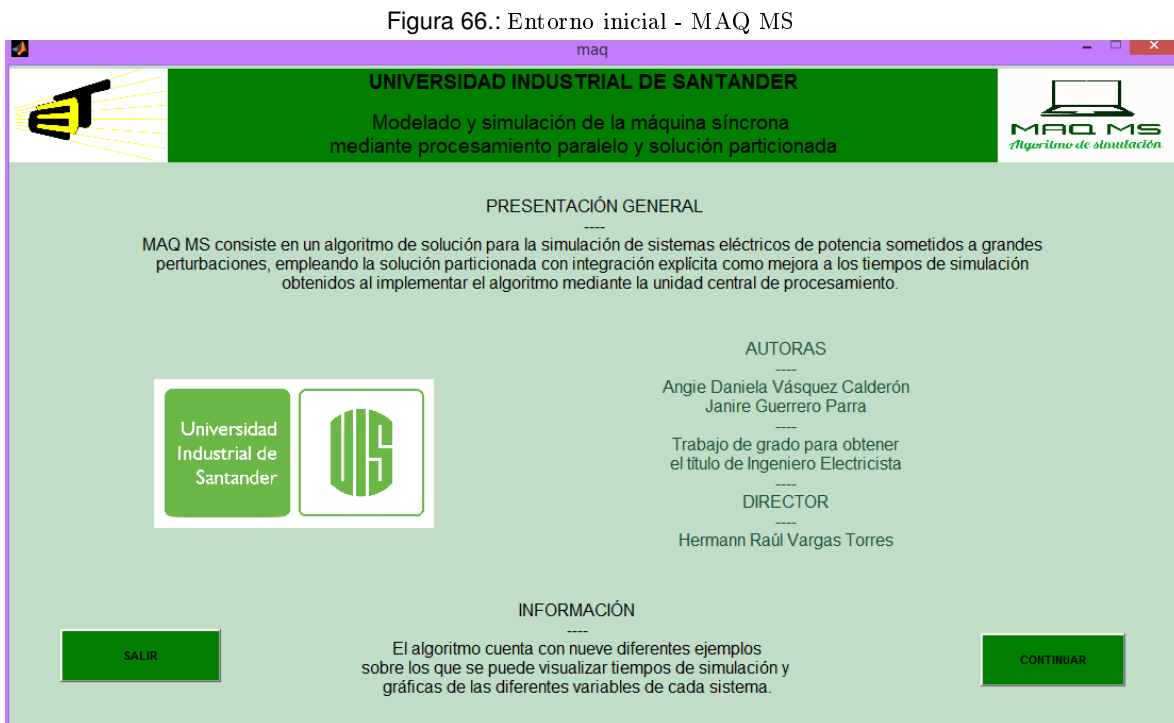 Figura 66.: Entorno inicial - MAQ MS
maq
UNIVERSIDAD INDUSTRIAL DE SANTANDER
Modelado y simulación de la máquina síncrona
mediante procesamiento paralelo y solución particionada
MAQ MS
Algoritmo de simulación
PRESENTACIÓN GENERAL
----
MAQ MS consiste en un algoritmo de solución para la simulación de sistemas eléctricos de potencia sometidos a grandes
perturbaciones, empleando la solución particionada con integración explícita como mejora a los tiempos de simulación
obtenidos al implementar el algoritmo mediante la unidad central de procesamiento.
Universidad
Industrial de
Santander
UIS
AUTORAS
----
Angie Daniela Vásquez Calderón
Janire Guerrero Parra
----
Trabajo de grado para obtener
el título de Ingeniero Electricista
----
DIRECTOR
----
Hermann Raúl Vargas Torres
INFORMACIÓN
----
El algoritmo cuenta con nueve diferentes ejemplos
sobre los que se puede visualizar tiempos de simulación y
gráficas de las diferentes variables de cada sistema.
SALIR
CONTINUAR